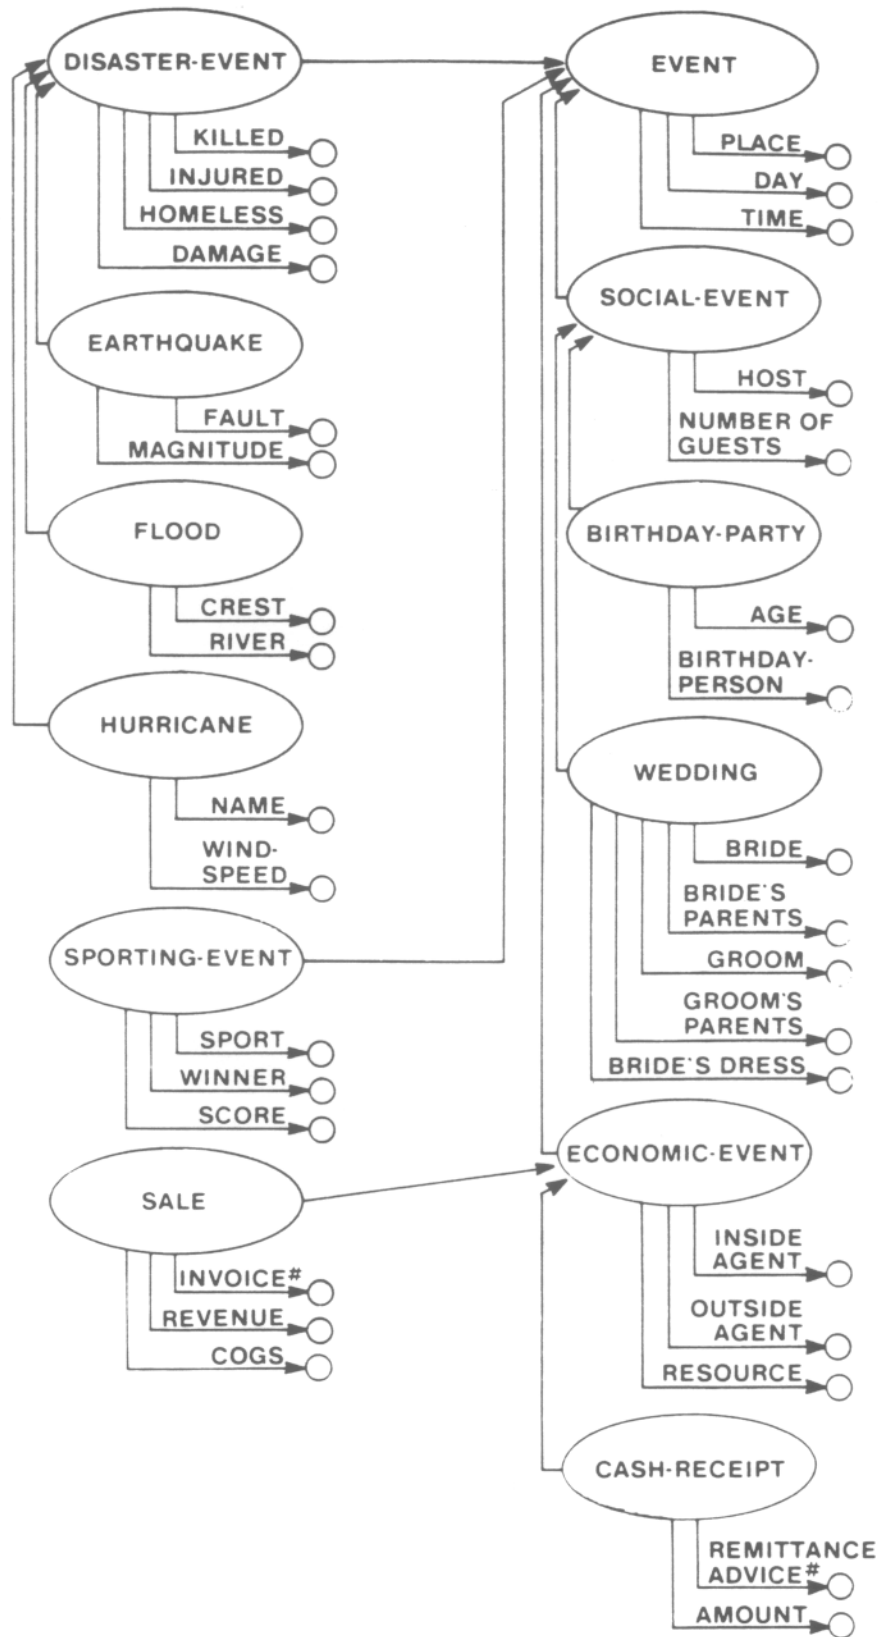 DISASTER-EVENT
KILLED
INJURED
HOMELESS
DAMAGE
EARTHQUAKE
FAULT
MAGNITUDE
FLOOD
CREST
RIVER
HURRICANE
NAME
WIND-
SPEED
SPORTING-EVENT
SPORT
WINNER
SCORE
SALE
INVOICE#
REVENUE
COGS
EVENT
PLACE
DAY
TIME
SOCIAL-EVENT
HOST
NUMBER OF
GUESTS
BIRTHDAY-PARTY
AGE
BIRTHDAY-
PERSON
WEDDING
BRIDE
BRIDE'S
PARENTS
GROOM
GROOM'S
PARENTS
BRIDE'S DRESS
ECONOMIC-EVENT
INSIDE
AGENT
OUTSIDE
AGENT
RESOURCE
CASH-RECEIPT
REMITTANCE
ADVICE#
AMOUNT